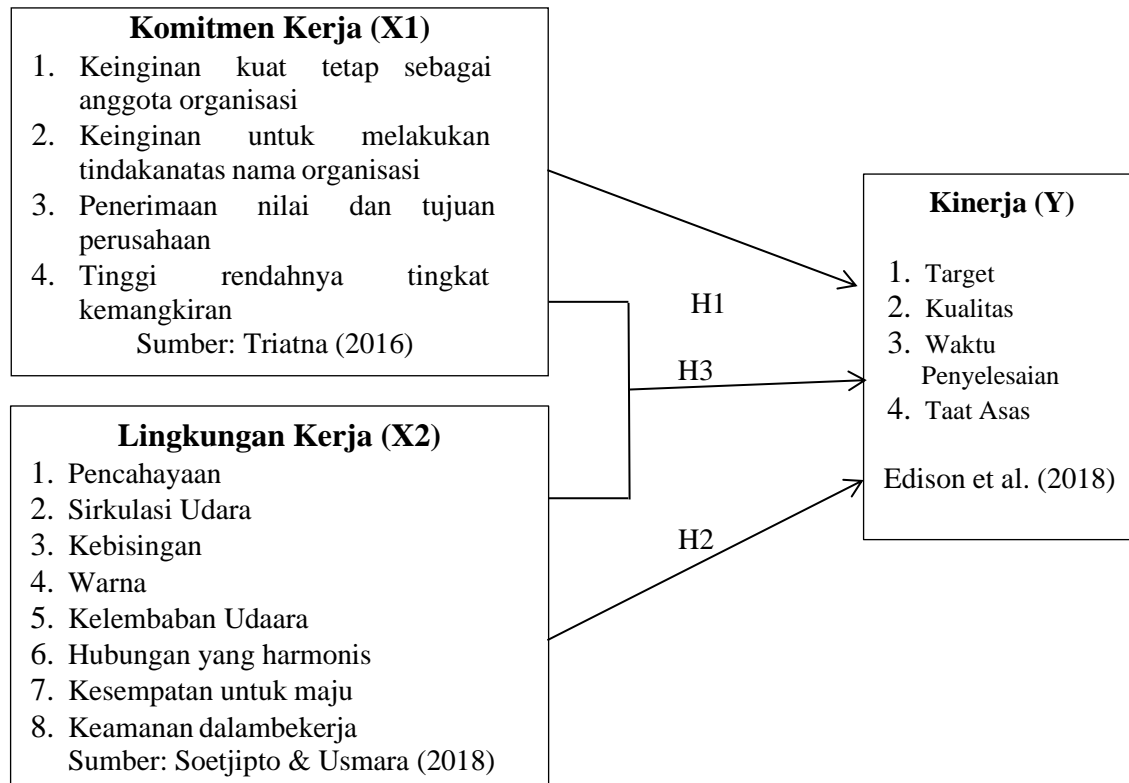 Komitmen Kerja (X1)
1. Keinginan kuat tetap sebagai
anggota organisasi
2. Keinginan untuk melakukan
tindakanatas nama organisasi
3. Penerimaan nilai dan tujuan
perusahaan
4. Tinggi rendahnya tingkat
kemangkiran
Sumber: Triatna (2016)
Lingkungan Kerja (X2)
1. Pencahayaan
2. Sirkulasi Udara
3. Kebisingan
4. Warna
5. Kelembaban Udaara
6. Hubungan yang harmonis
7. Kesempatan untuk maju
8. Keamanan dalambekerja
Sumber: Soetjipto & Usmara (2018)
H1
H3
H2
Kinerja (Y)
1. Target
2. Kualitas
3. Waktu
Penyelesaian
4. Taat Asas
Edison et al. (2018)